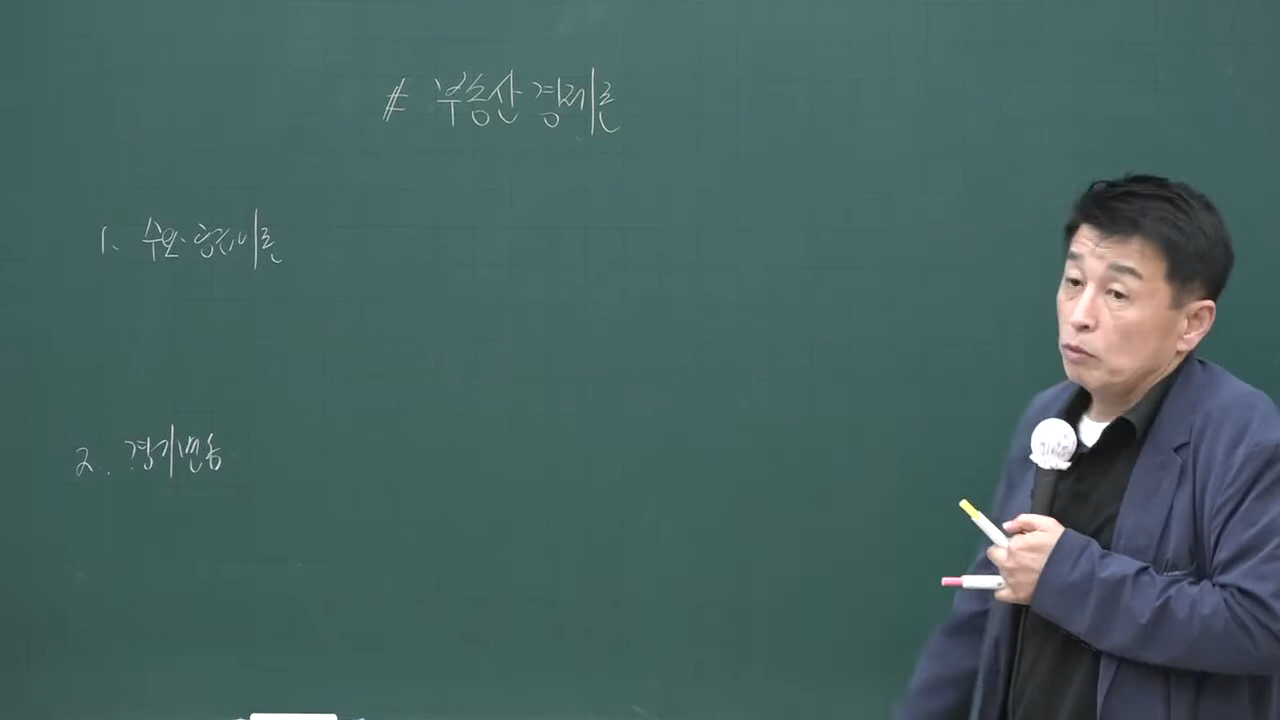 # 부동산 경제론
1. 수요 공급이론
2. 경기변동